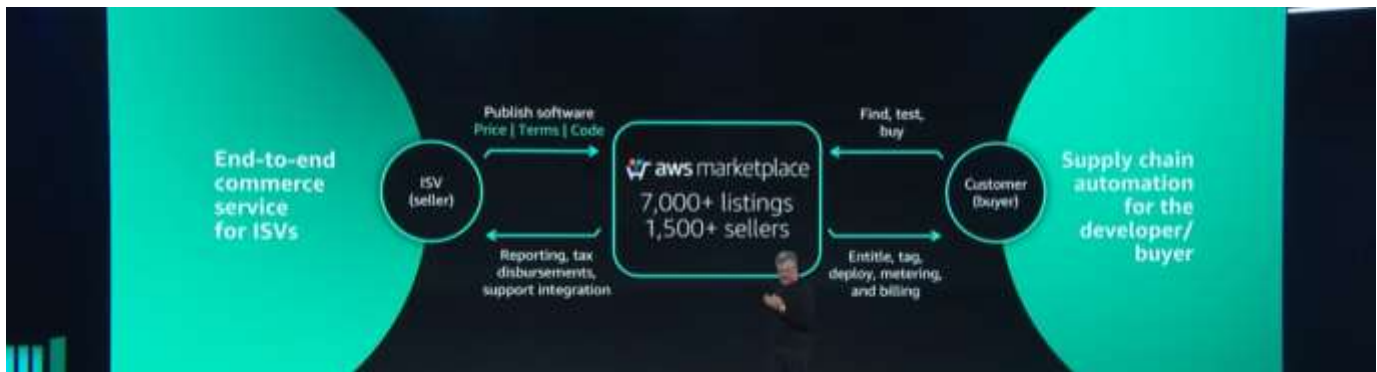 End-to-end
commerce
service
for ISVs
ISV
(seller)
Publish software
Price | Terms | Code
Reporting, tax
disbursements,
support integration
aws marketplace
7,000+ listings
1,500+ sellers
Find, test,
buy
Entitle, tag,
deploy, metering,
and billing
Customer
(buyer)
Supply chain
automation
for the
developer/
buyer